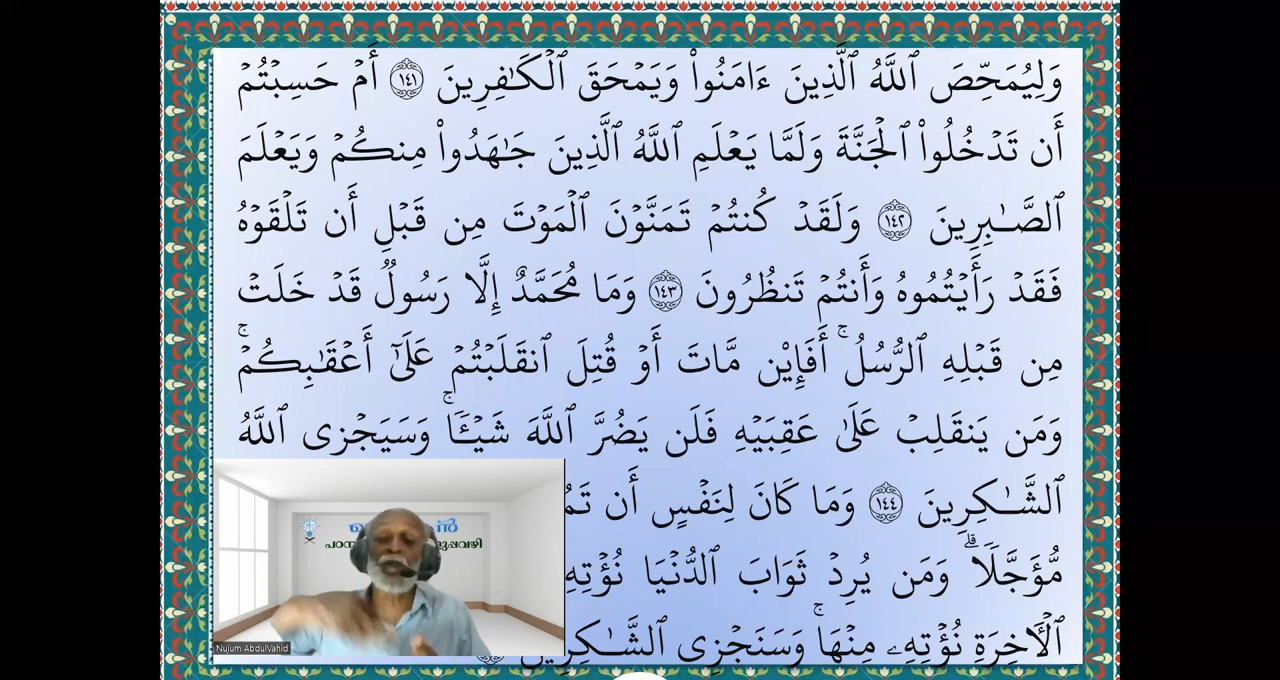 وَلِيُمَحِّصَ ٱللَّهُ ٱلَّذِينَ ءَامَنُوا۟ وَيَمْحَقَ ٱلْكَـٰفِرِينَ ١٤١ أَمْ حَسِبْتُمْ
أَن تَدْخُلُوا۟ ٱلْجَنَّةَ وَلَمَّا يَعْلَمِ ٱللَّهُ ٱلَّذِينَ جَـٰهَدُوا۟ مِنكُمْ وَيَعْلَمَ
ٱلصَّـٰبِرِينَ ١٤٢ وَلَقَدْ كُنتُمْ تَمَنَّوْنَ ٱلْمَوْتَ مِن قَبْلِ أَن تَلْقَوْهُ
فَقَدْ رَأَيْتُمُوهُ وَأَنتُمْ تَنظُرُونَ ١٤٣ وَمَا مُحَمَّدٌ إِلَّا رَسُولٌ قَدْ خَلَتْ
مِن قَبْلِهِ ٱلرُّسُلُ ۚ أَفَإِي۟ن مَّاتَ أَوْ قُتِلَ ٱنقَلَبْتُمْ عَلَىٰٓ أَعْقَـٰبِكُمْ ۚ
وَمَن يَنقَلِبْ عَلَىٰ عَقِبَيْهِ فَلَن يَضُرَّ ٱللَّهَ شَيْـًٔا ۗ وَسَيَجْزِى ٱللَّهُ
ٱلشَّـٰكِرِينَ ١٤٤ وَمَا كَانَ لِنَفْسٍ أَن
مُّؤَجَّلًا ۗ وَمَن يُرِدْ ثَوَابَ ٱلدُّنْيَا نُؤْتِهِ
ٱلْـَٔاخِرَةِ نُؤْتِهِۦ مِنْهَا ۚ وَسَنَجْزِى ٱلشَّـٰكِرِينَ
Nujum AbdulVahid